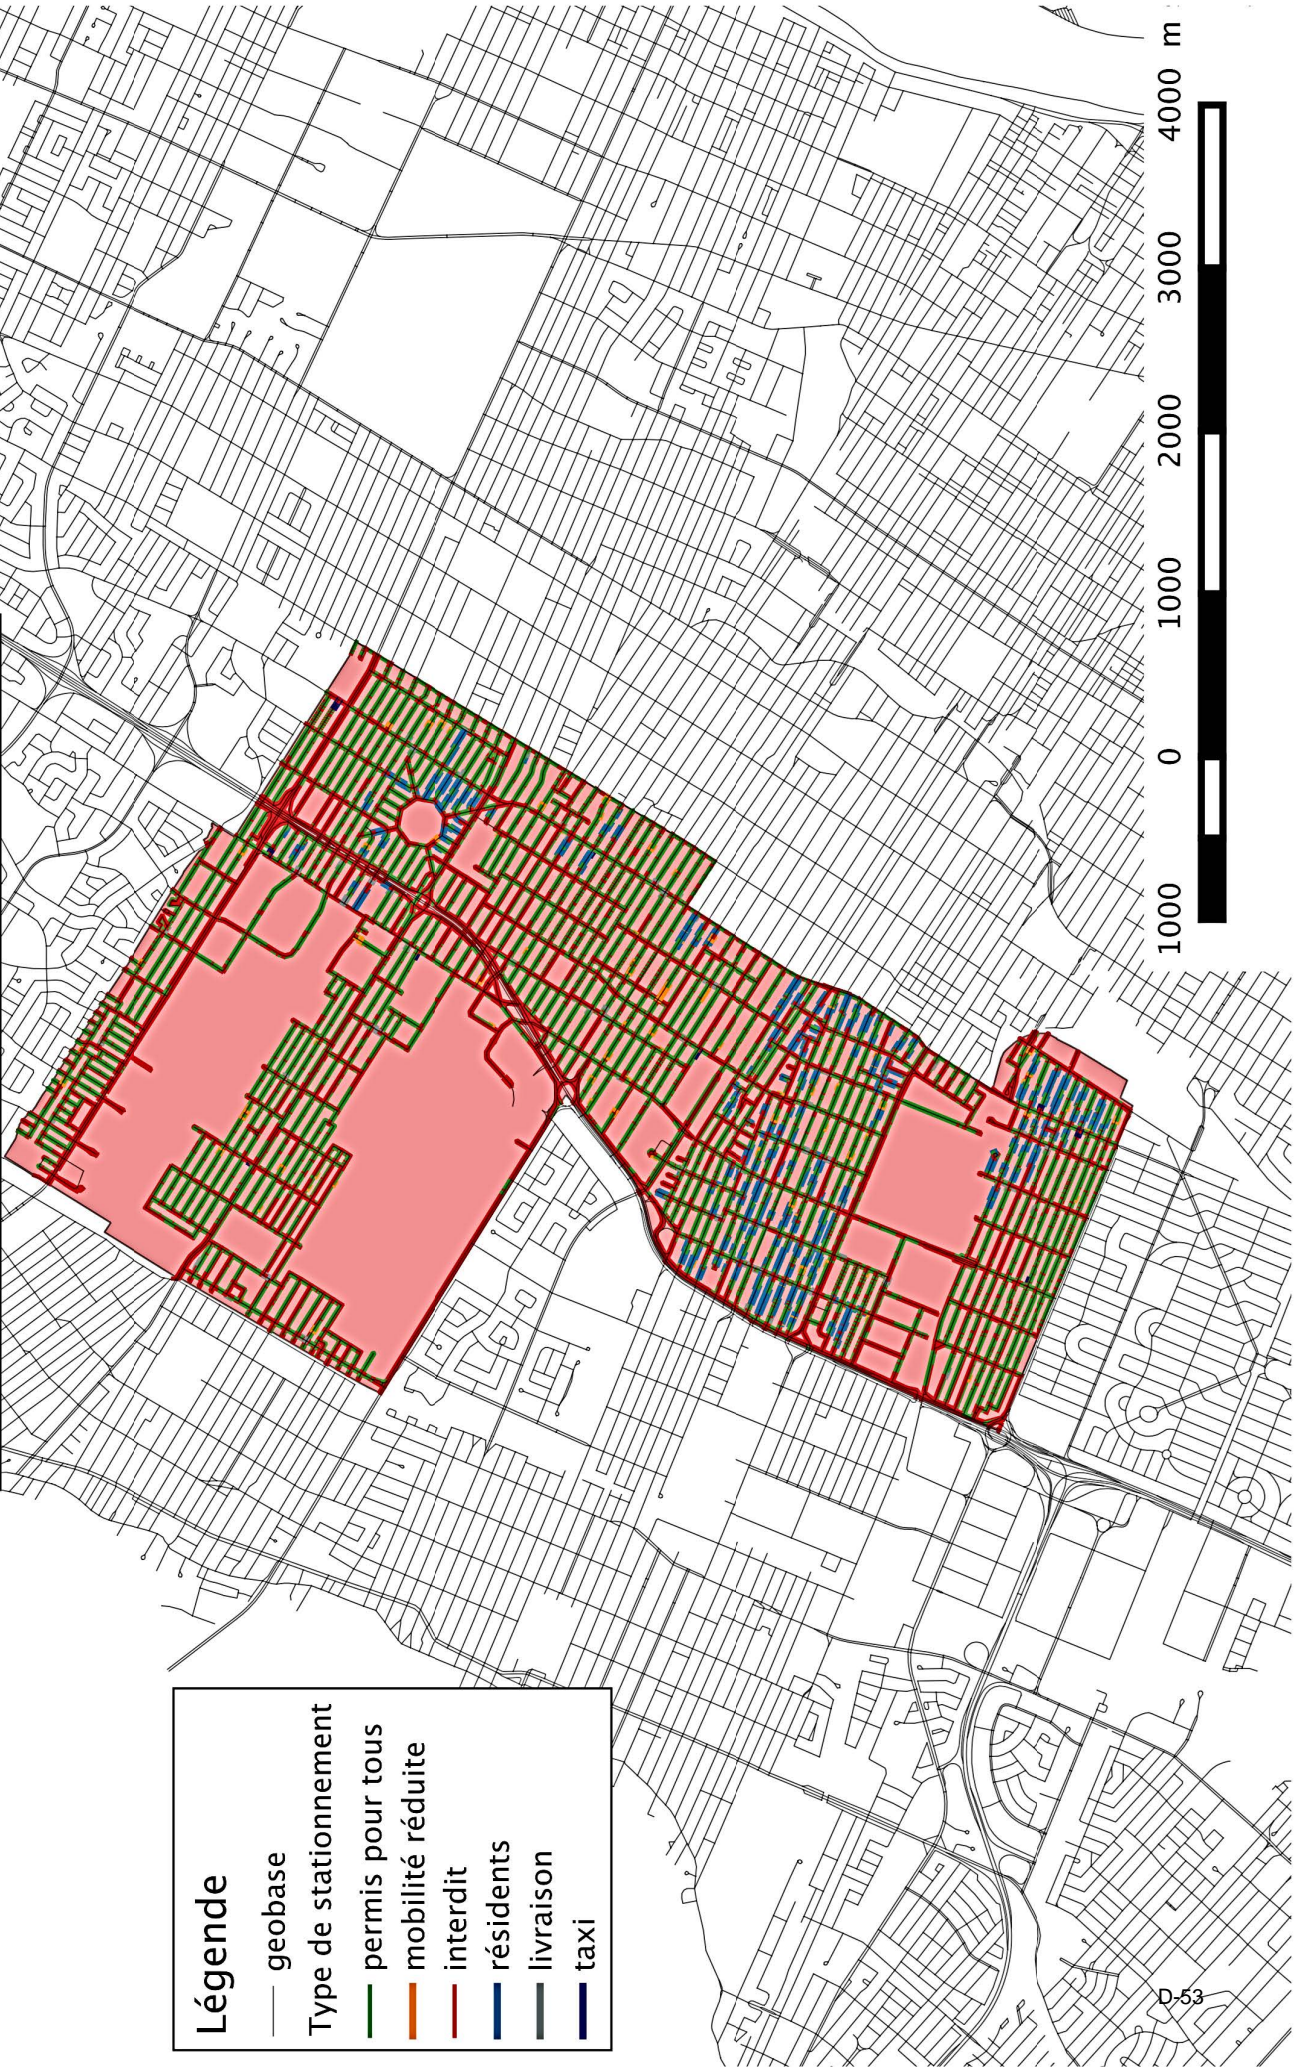 Légende
geobase
Type de stationnement
permis pour tous
mobilité réduite
interdit
résidents
livraison
taxi
1000 0 1000 2000 3000 4000 m
D-53